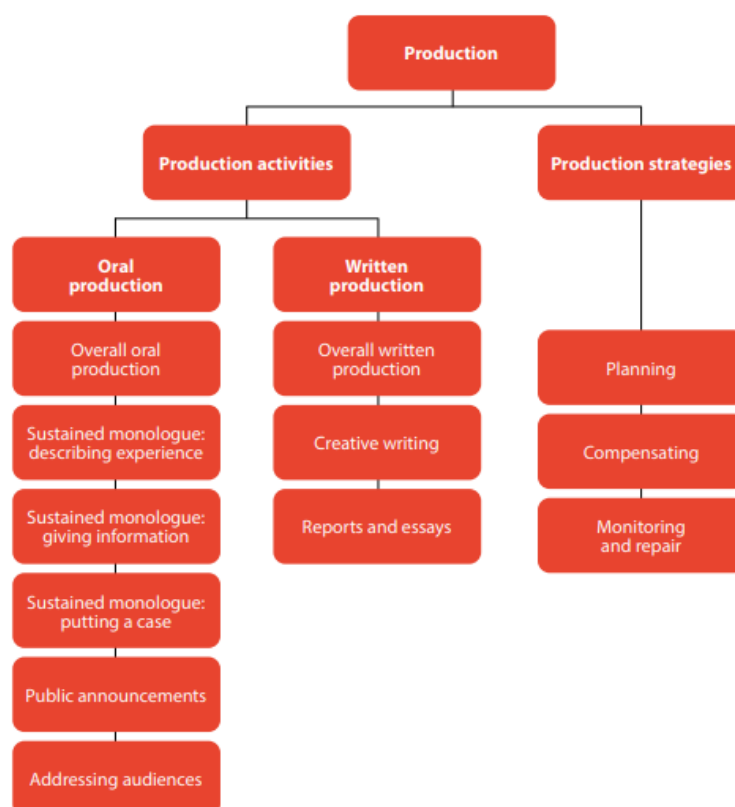 Production
Production activities
Production strategies
Oral
production
Written
production
Overall oral
production
Overall written
production
Planning
Sustained monologue:
describing experience
Creative writing
Compensating
Sustained monologue:
giving information
Reports and essays
Monitoring
and repair
Sustained monologue:
putting a case
Public announcements
Addressing audiences